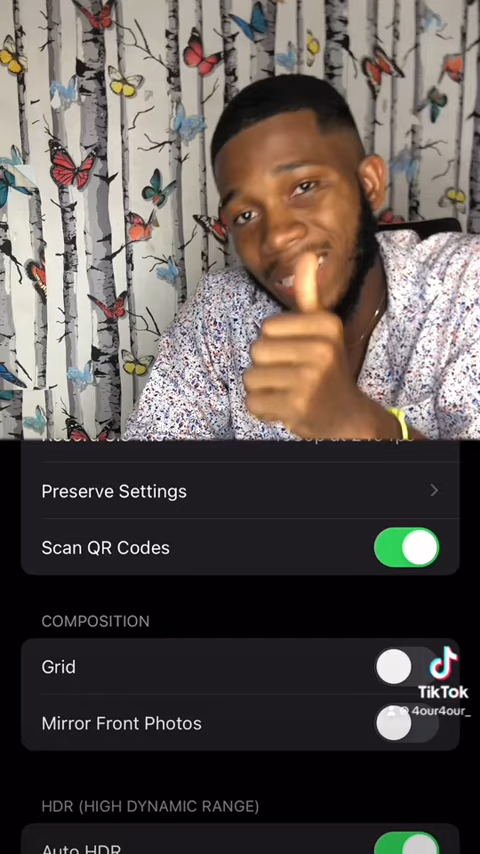 Preserve Settings
Scan QR Codes
COMPOSITION
Grid
TikTok
@ 4our4our_
Mirror Front Photos
HDR (HIGH DYNAMIC RANGE)
Auto HDR